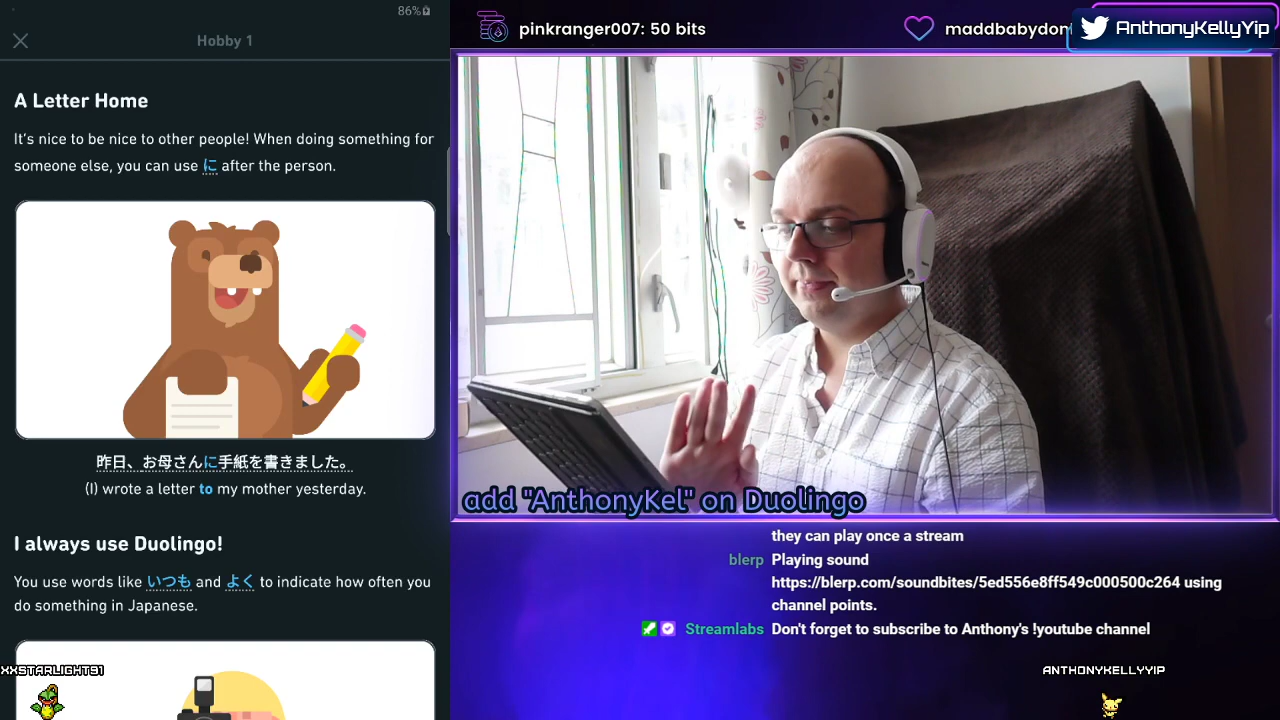 86%
Hobby 1
A Letter Home
It's nice to be nice to other people! When doing something for
someone else, you can use に after the person.
昨日、お母さんに手紙を書きました。
(I) wrote a letter to my mother yesterday.
I always use Duolingo!
You use words like いつも and よく to indicate how often you
do something in Japanese.
XXSTARLIGHT91
pinkranger007: 50 bits
maddbabydon
AnthonyKellyYip
add "AnthonyKel" on Duolingo
they can play once a stream
blerp Playing sound
https://blerp.com/soundbites/5ed556e8ff549c000500c264 using
channel points.
Streamlabs Don't forget to subscribe to Anthony's !youtube channel
ANTHONYKELLYYIP